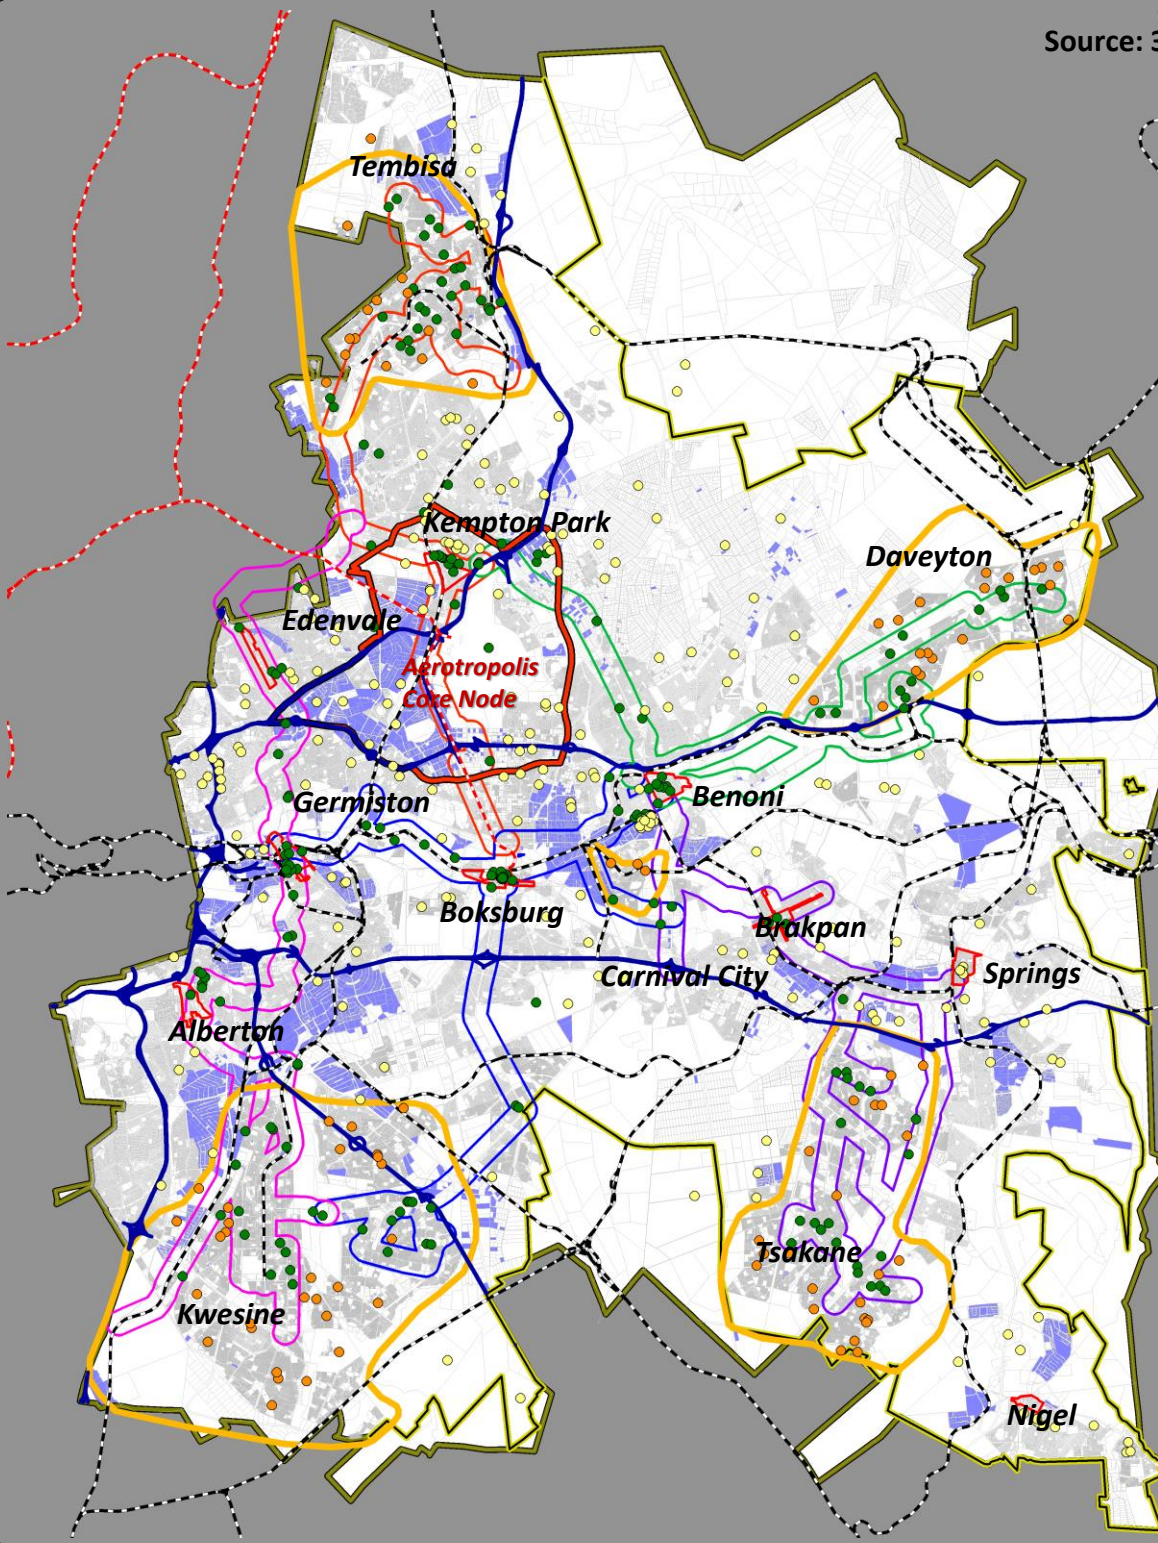 Source: 3
Tembisa
Kempton Park
Daveyton
Edenvale
Aerotropolis
Core Node
Benoni
Germiston
Boksburg
Brakpan
Carnival City
Springs
Alberton
Tsakane
Kwesine
Nigel